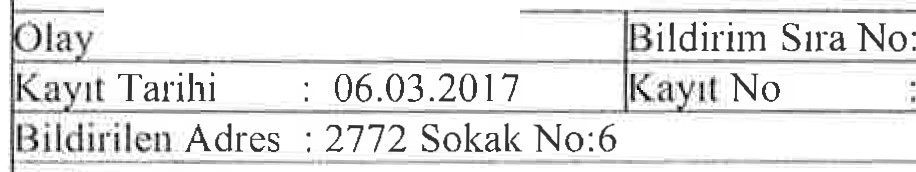 Olay Bildirim Sıra No:
Kayıt Tarihi : 06.03.2017 Kayıt No :
Bildirilen Adres : 2772 Sokak No:6